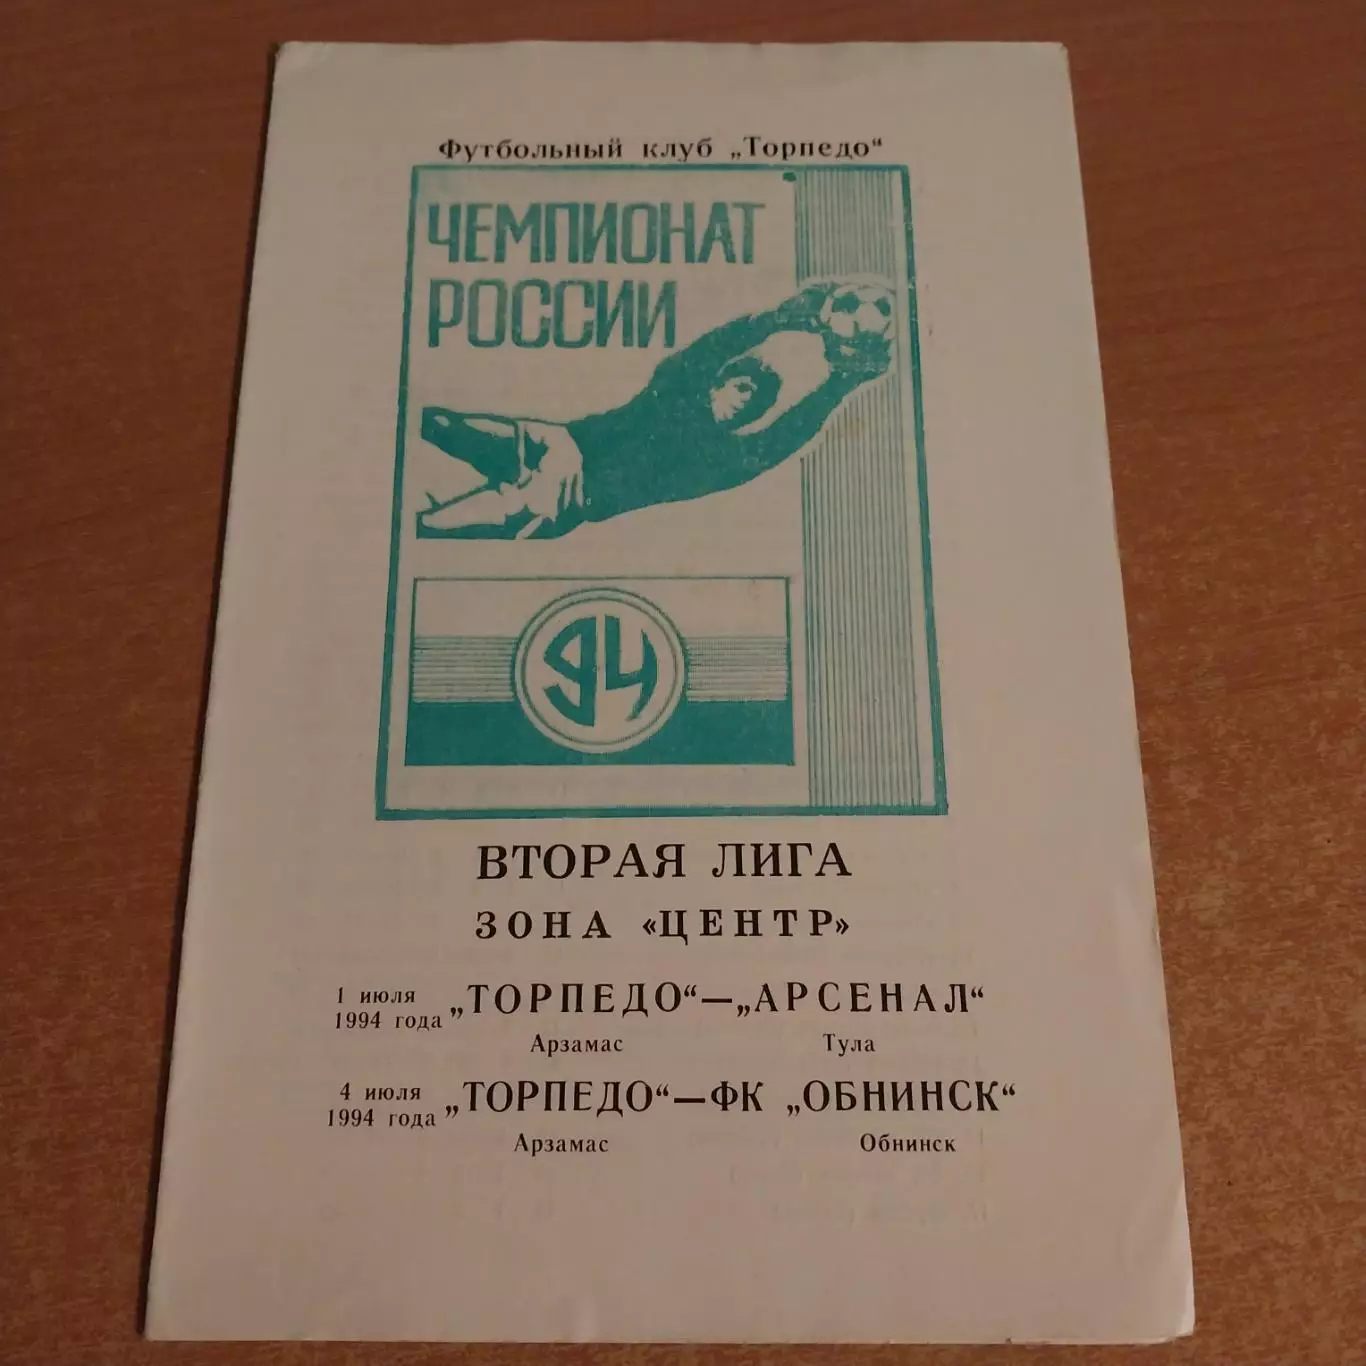 Футбольный клуб „Торпедо“
ЧЕМПИОНАТ
РОССИИ
94
ВТОРАЯ ЛИГА
ЗОНА «ЦЕНТР»
1 июля
1994 года „ТОРПЕДО“—„АРСЕНАЛ“
Арзамас Тула
4 июля
1994 года „ТОРПЕДО“—ФК „ОБНИНСК“
Арзамас Обнинск